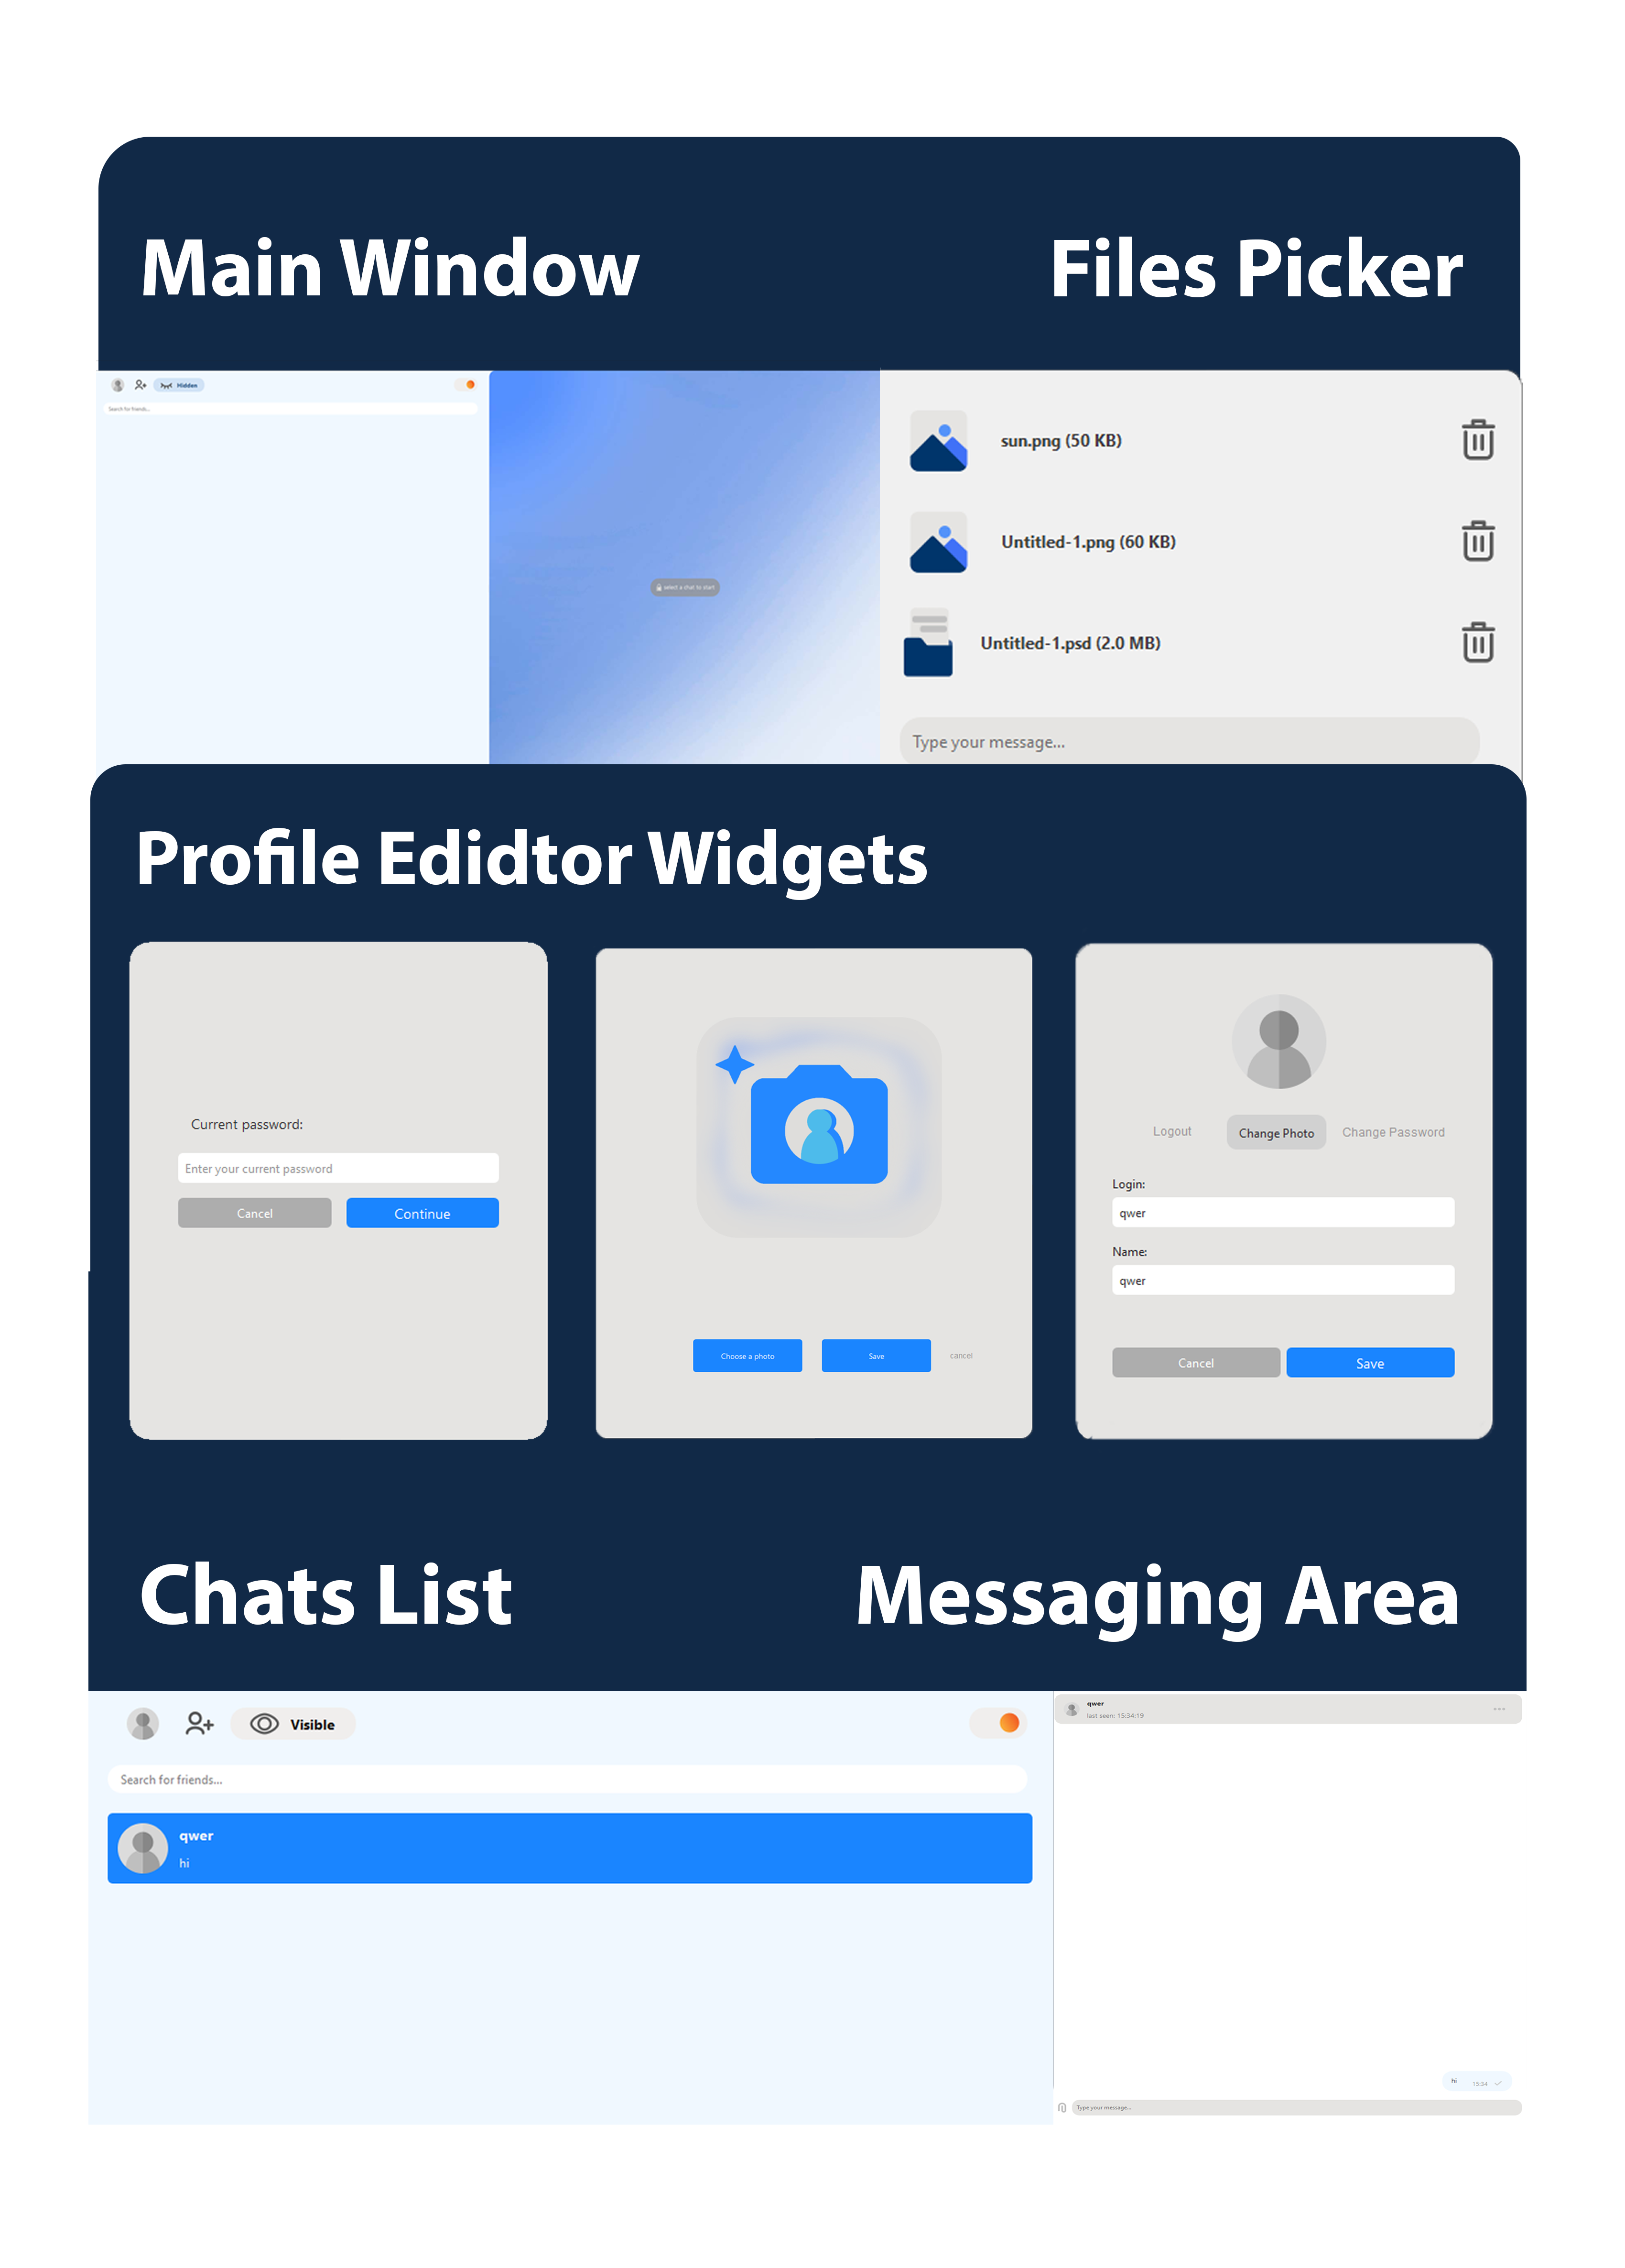 Main Window
Files Picker
Hidden
Search for friends...
select a chat to start
sun.png (50 KB)
Untitled-1.png (60 KB)
Untitled-1.psd (2.0 MB)
Type your message...
Profile Edidtor Widgets
Current password:
Enter your current password
Cancel
Continue
Choose a photo
Save
cancel
Logout
Change Photo
Change Password
Login:
qwer
Name:
qwer
Cancel
Save
Chats List
Messaging Area
Visible
Search for friends...
qwer
hi
qwer
last seen: 15:34:19
hi
15:34
Type your message...